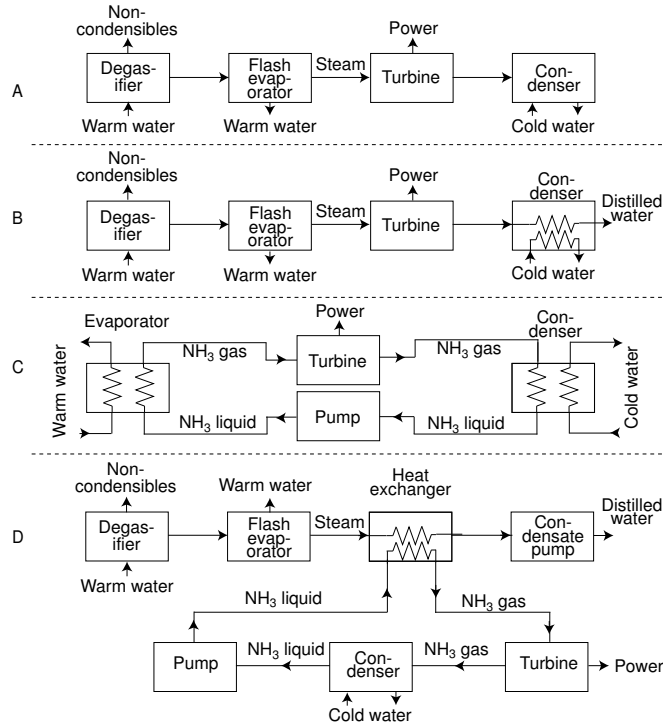 Non-
condensibles
Power
A
Degas-
ifier
Flash
evap-
orator
Steam
Turbine
Con-
denser
Warm water
Warm water
Cold water
Non-
condensibles
Power
Con-
denser
B
Degas-
ifier
Flash
evap-
orator
Steam
Turbine
Distilled
water
Warm water
Warm water
Cold water
Evaporator
Power
Con-
denser
C
Warm water
NH3 gas
Turbine
NH3 gas
Cold water
NH3 liquid
Pump
NH3 liquid
Non-
condensibles
Warm water
Heat
exchanger
D
Degas-
ifier
Flash
evap-
orator
Steam
Con-
densate
pump
Distilled
water
Warm water
NH3 liquid
NH3 gas
Pump
NH3 liquid
Con-
denser
NH3 gas
Turbine
Power
Cold water